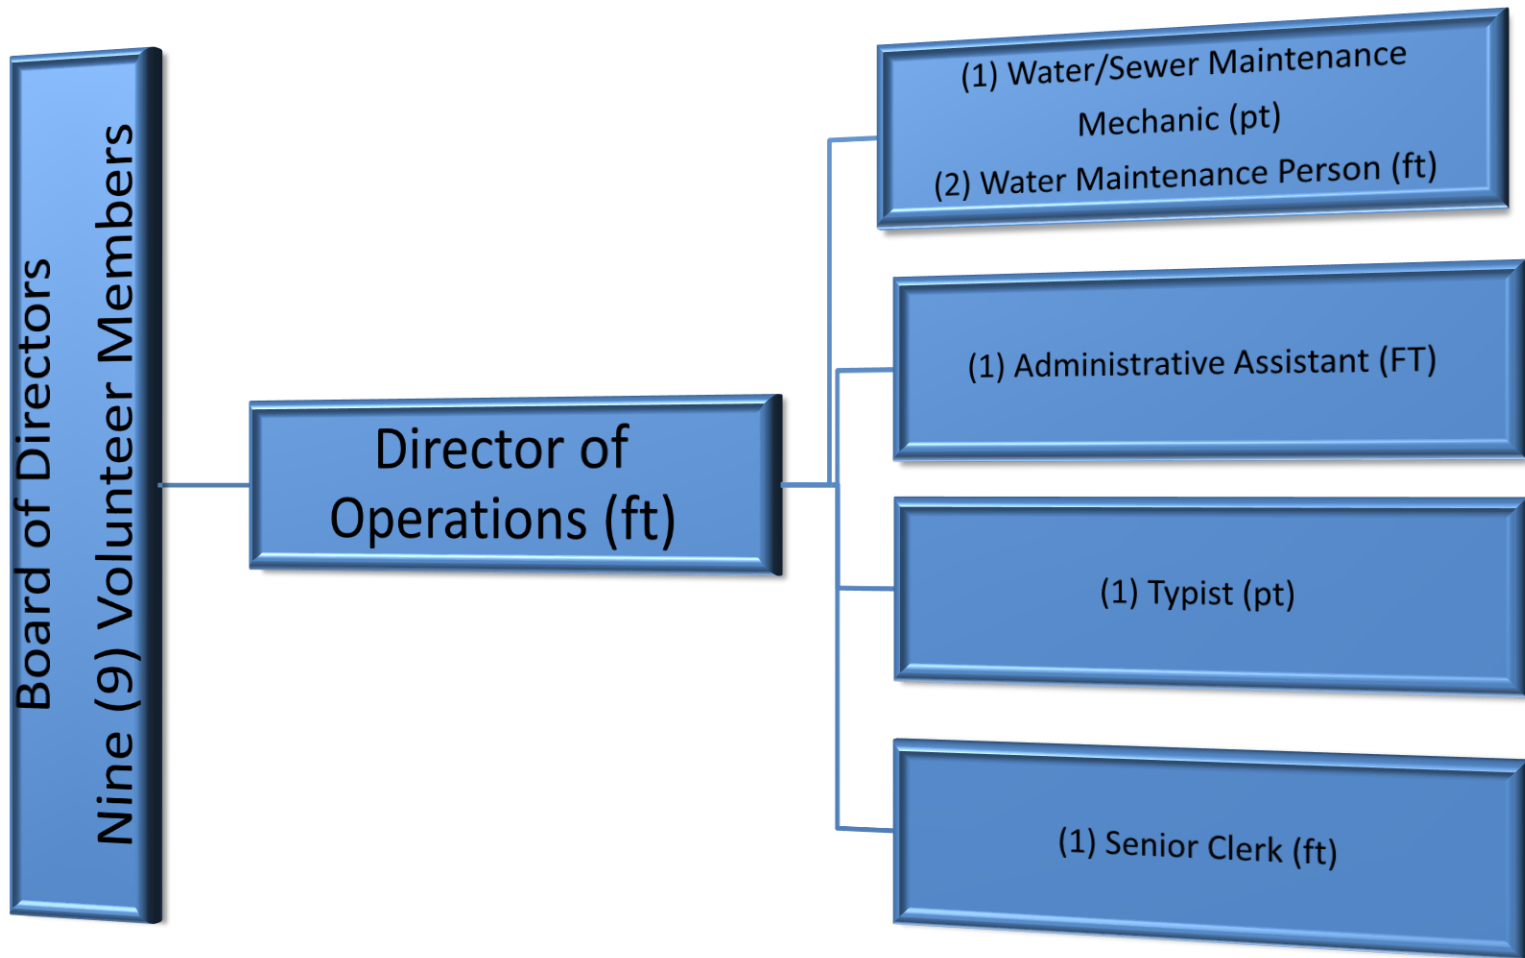 Board of Directors
Nine (9) Volunteer Members
Director of
Operations (ft)
(1) Water/Sewer Maintenance
Mechanic (pt)
(2) Water Maintenance Person (ft)
(1) Administrative Assistant (FT)
(1) Typist (pt)
(1) Senior Clerk (ft)